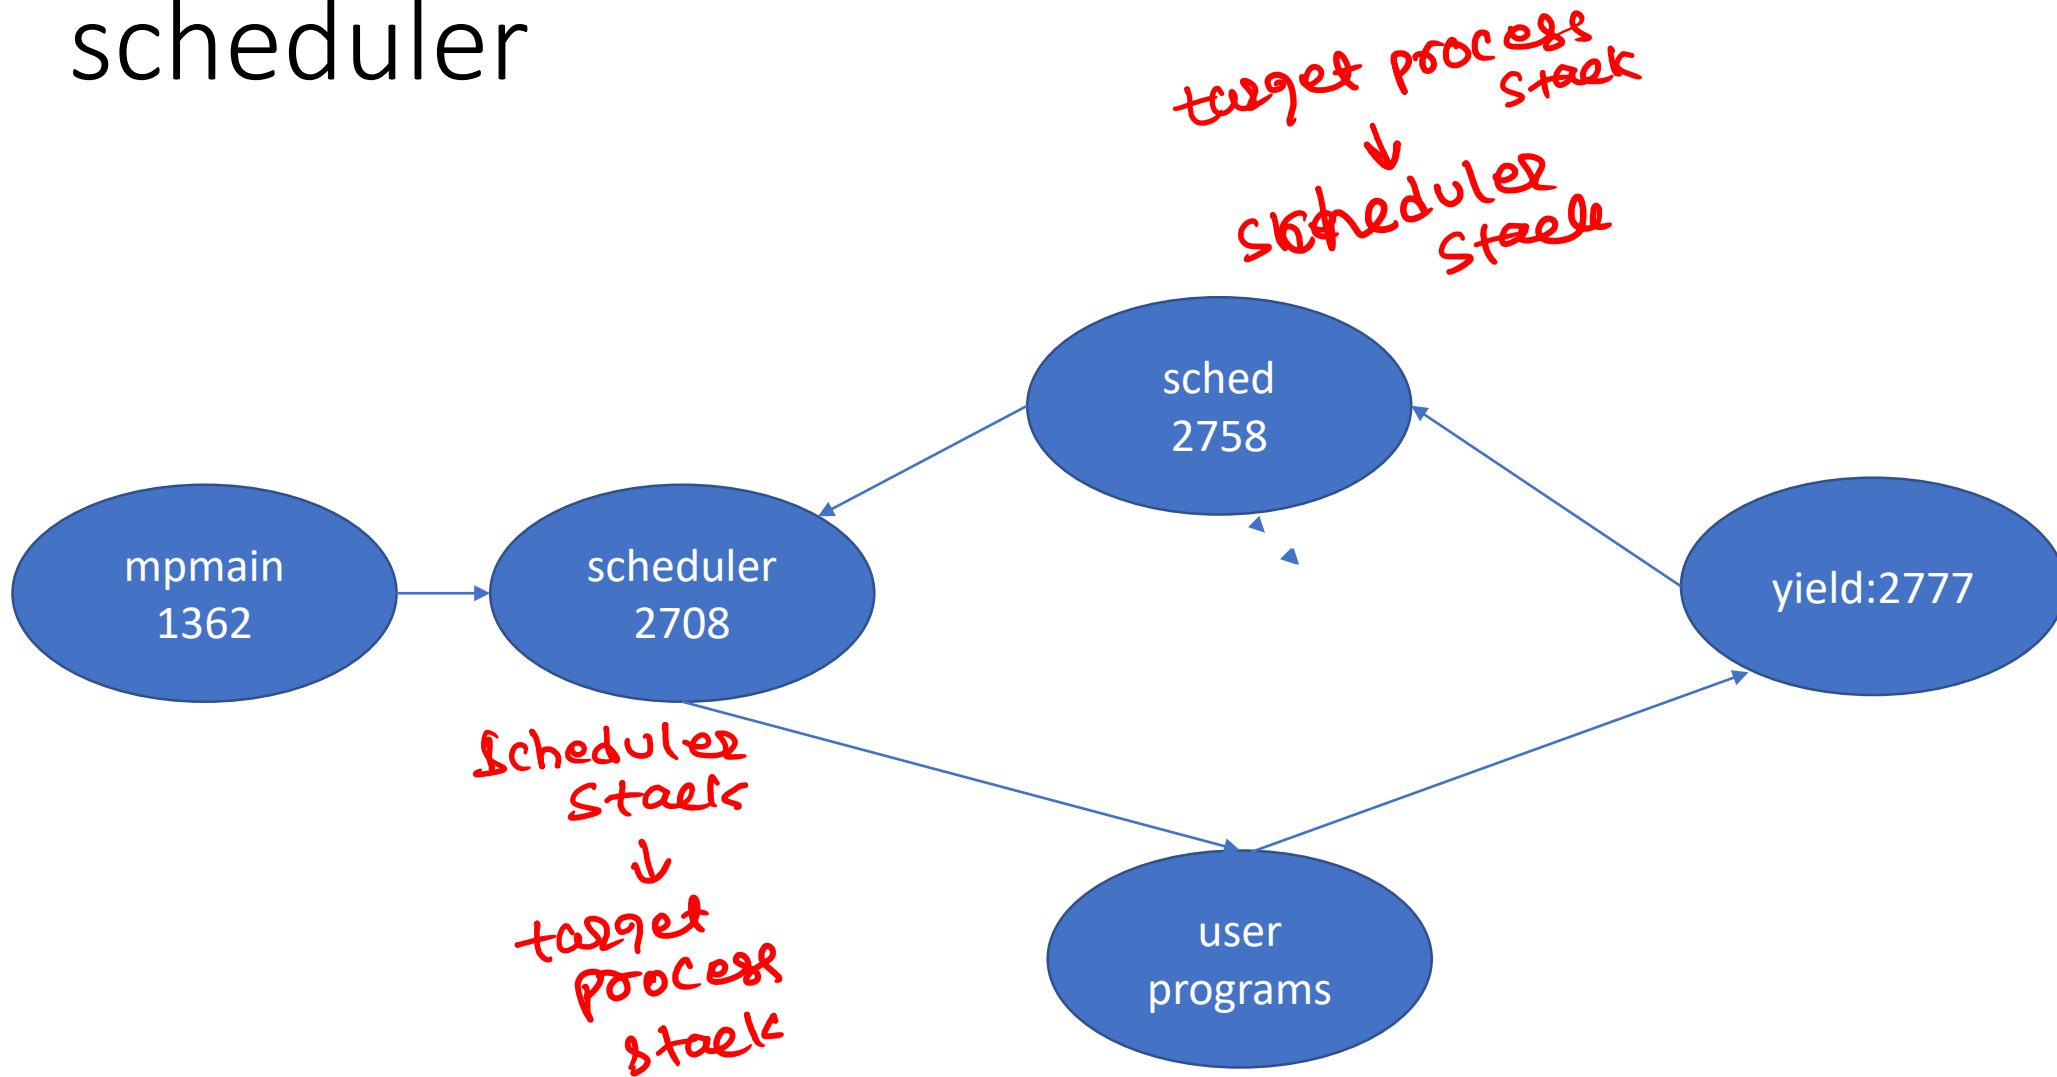 scheduler
target process
stack
scheduler
stack
sched
2758
mpmain
1362
scheduler
2708
yield:2777
scheduler
stack
target
process
stack
user
programs